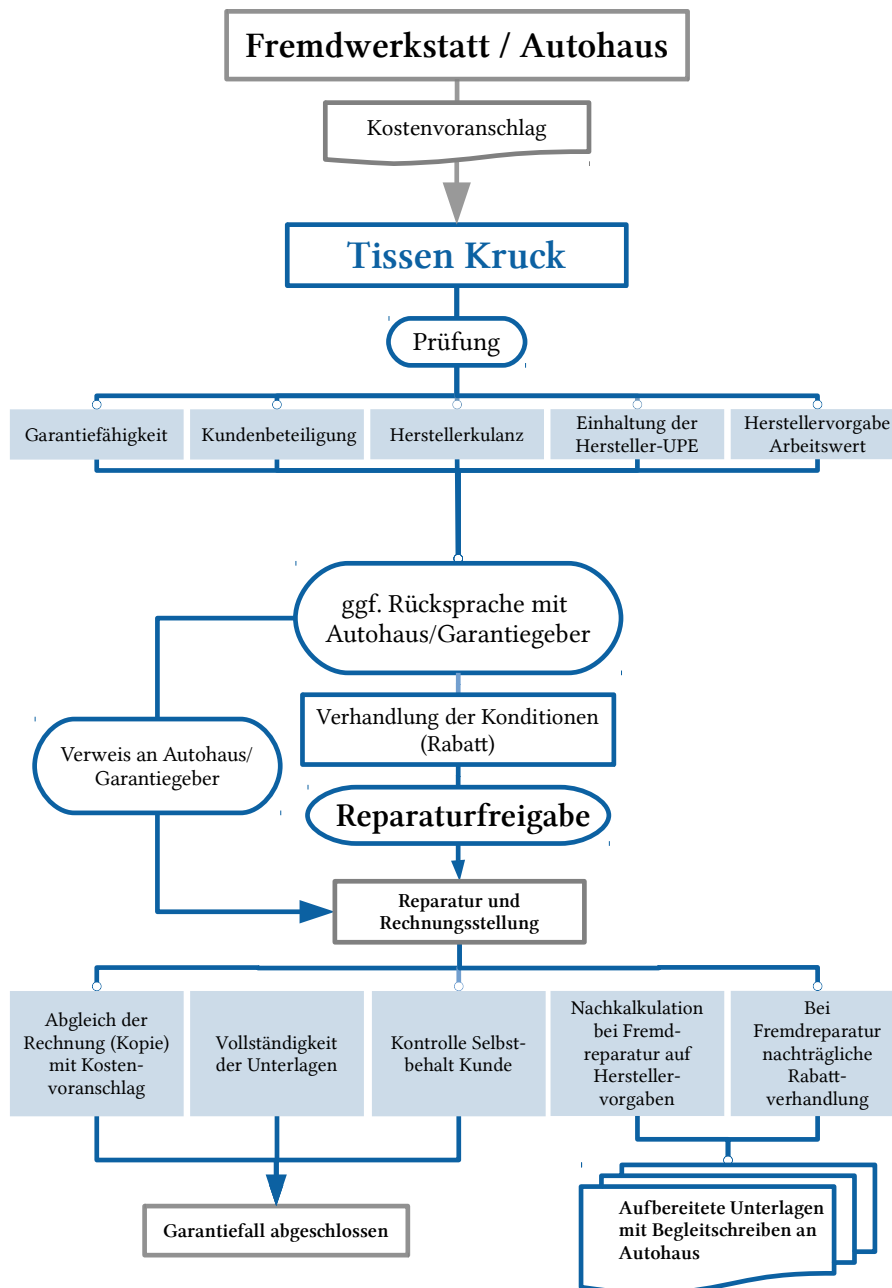 Fremdwerkstatt / Autohaus
Kostenvoranschlag
Tissen Kruck
Prüfung
Garantiefähigkeit
Kundenbeteiligung
Herstellerkulanz
Einhaltung der
Hersteller-UPE
Herstellervorgabe
Arbeitswert
ggf. Rücksprache mit
Autohaus/Garantiegeber
Verhandlung der Konditionen
(Rabatt)
Verweis an Autohaus/
Garantiegeber
Reparaturfreigabe
Reparatur und
Rechnungsstellung
Abgleich der
Rechnung (Kopie)
mit Kosten-
voranschlag
Vollständigkeit
der Unterlagen
Kontrolle Selbst-
behalt Kunde
Nachkalkulation
bei Fremd-
reparatur auf
Hersteller-
vorgaben
Bei
Fremdreparatur
nachträgliche
Rabatt-
verhandlung
Garantiefall abgeschlossen
Aufbereitete Unterlagen
mit Begleitschreiben an
Autohaus